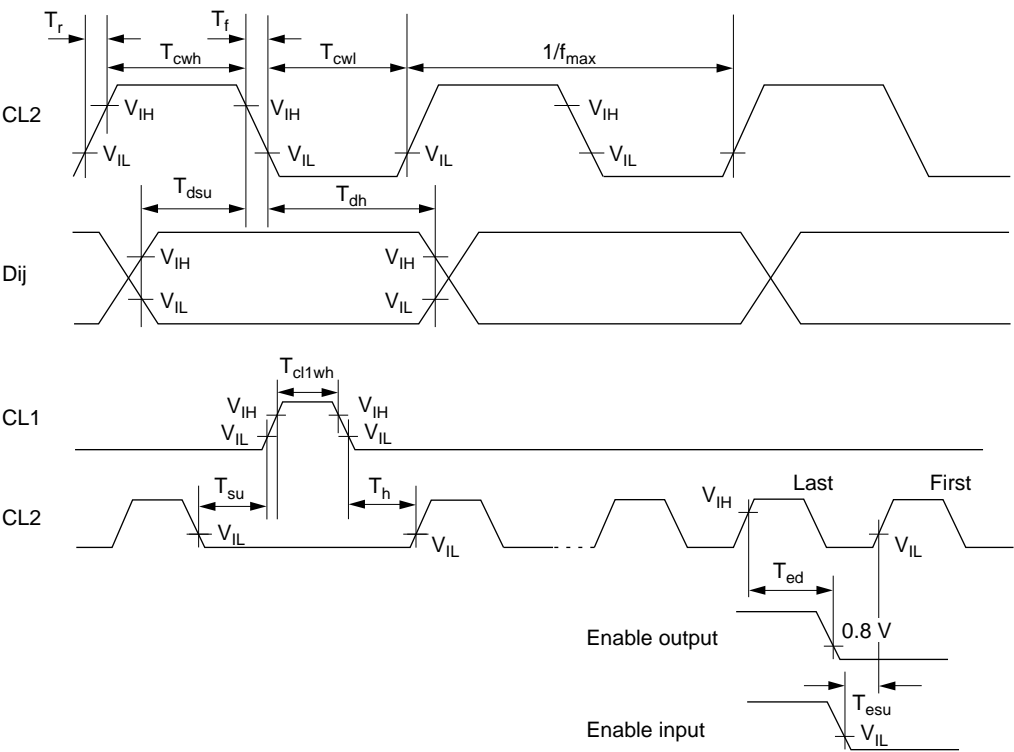 Tr Tf
Tcwh Tcwl 1/fmax
CL2 VIH VIH VIH
VIL VIL VIL VIL
Tdsu Tdh
Dij VIH VIH
VIL VIL
Tcl1wh
CL1 VIH VIH
VIL VIL
Tsu Th Last First
VIH
CL2 VIL VIL VIL
Ted
Enable output 0.8 V
Tesu
Enable input VIL